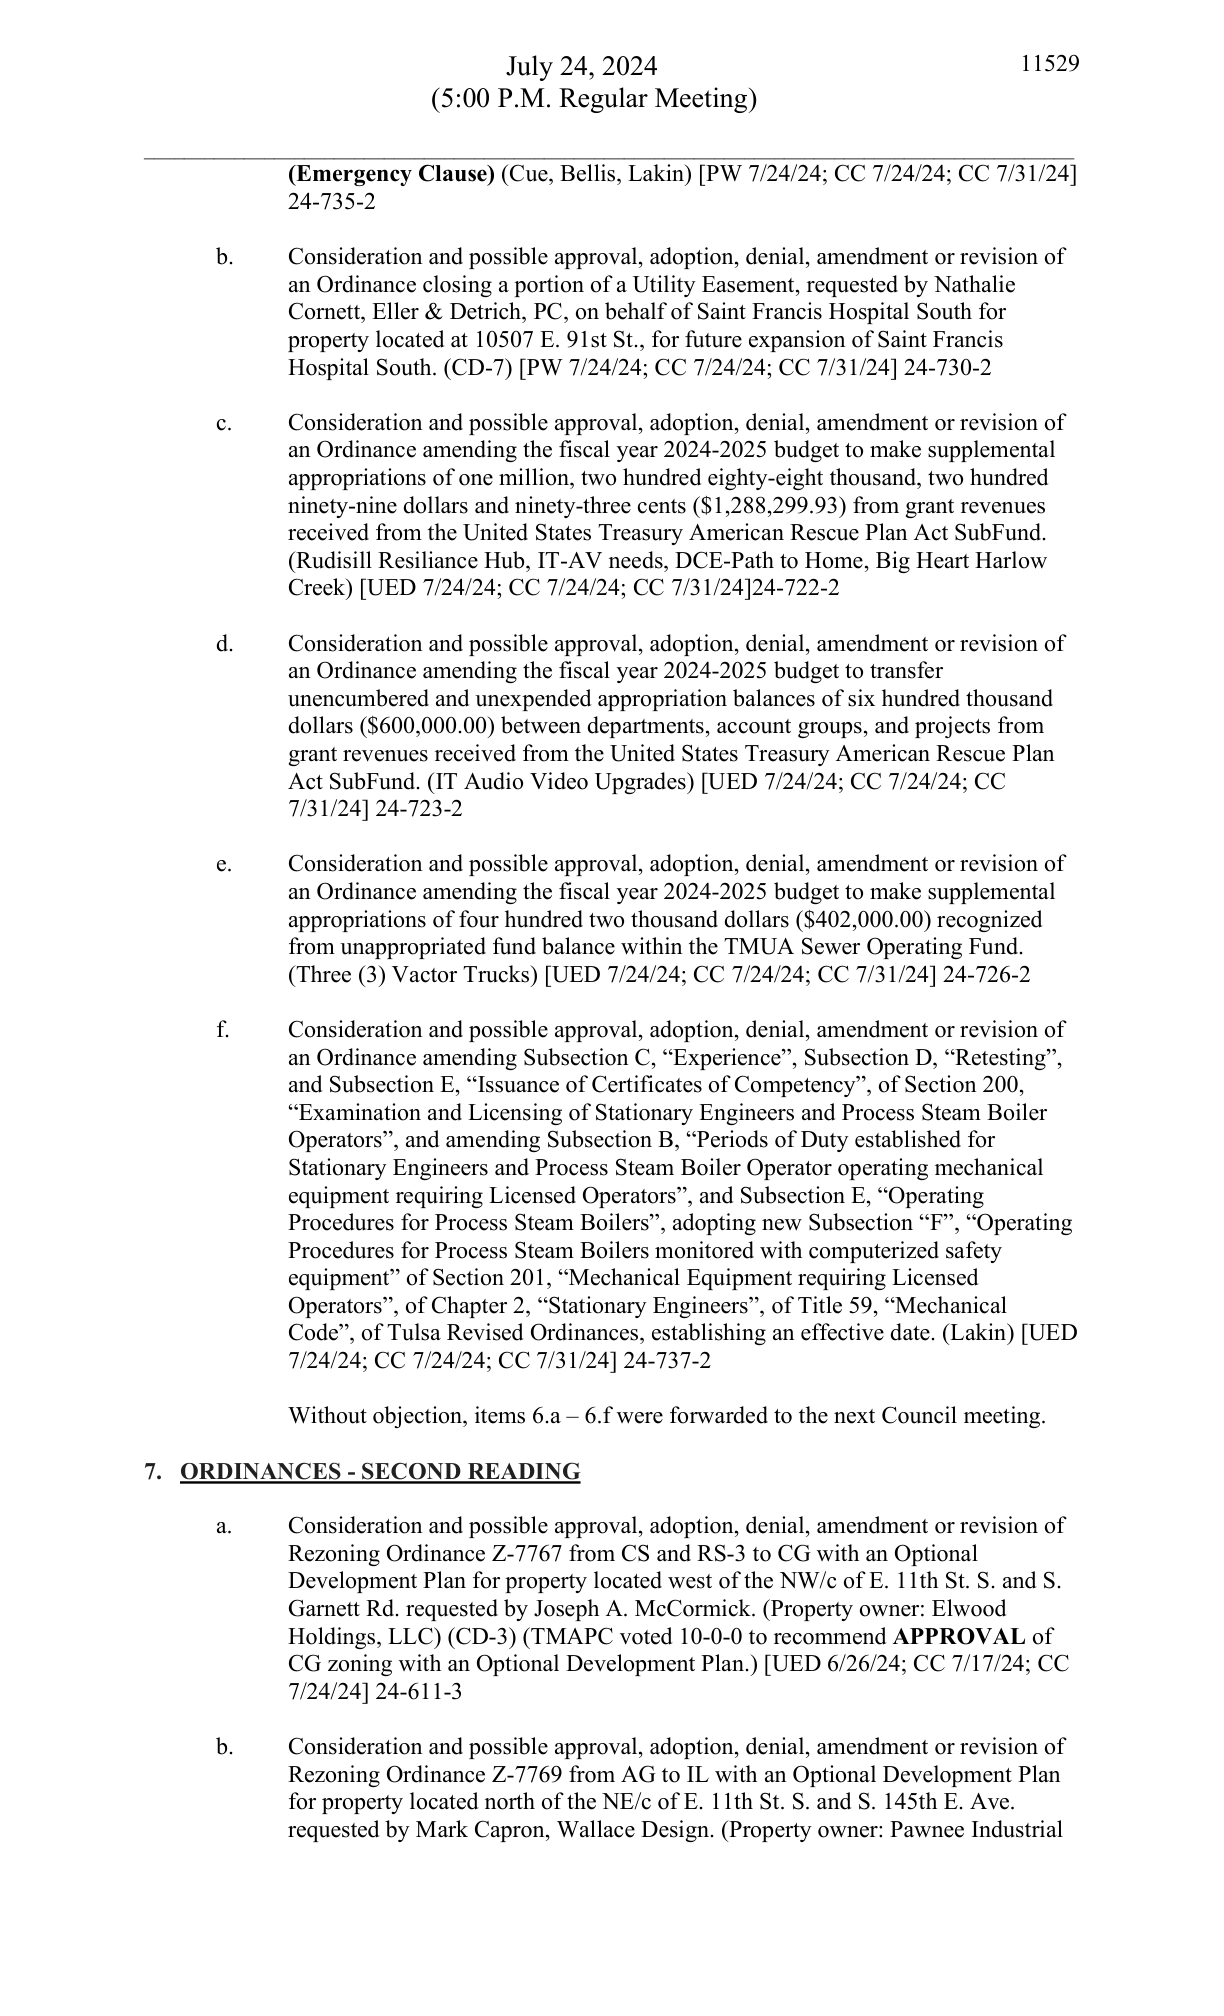 July 24, 2024
11529
(5:00 P.M. Regular Meeting)
(Emergency Clause) (Cue, Bellis, Lakin) [PW 7/24/24; CC 7/24/24; CC 7/31/24]
24-735-2
b. Consideration and possible approval, adoption, denial, amendment or revision of
an Ordinance closing a portion of a Utility Easement, requested by Nathalie
Cornett, Eller & Detrich, PC, on behalf of Saint Francis Hospital South for
property located at 10507 E. 91st St., for future expansion of Saint Francis
Hospital South. (CD-7) [PW 7/24/24; CC 7/24/24; CC 7/31/24] 24-730-2
c. Consideration and possible approval, adoption, denial, amendment or revision of
an Ordinance amending the fiscal year 2024-2025 budget to make supplemental
appropriations of one million, two hundred eighty-eight thousand, two hundred
ninety-nine dollars and ninety-three cents ($1,288,299.93) from grant revenues
received from the United States Treasury American Rescue Plan Act SubFund.
(Rudisill Resiliance Hub, IT-AV needs, DCE-Path to Home, Big Heart Harlow
Creek) [UED 7/24/24; CC 7/24/24; CC 7/31/24]24-722-2
d. Consideration and possible approval, adoption, denial, amendment or revision of
an Ordinance amending the fiscal year 2024-2025 budget to transfer
unencumbered and unexpended appropriation balances of six hundred thousand
dollars ($600,000.00) between departments, account groups, and projects from
grant revenues received from the United States Treasury American Rescue Plan
Act SubFund. (IT Audio Video Upgrades) [UED 7/24/24; CC 7/24/24; CC
7/31/24] 24-723-2
e. Consideration and possible approval, adoption, denial, amendment or revision of
an Ordinance amending the fiscal year 2024-2025 budget to make supplemental
appropriations of four hundred two thousand dollars ($402,000.00) recognized
from unappropriated fund balance within the TMUA Sewer Operating Fund.
(Three (3) Vactor Trucks) [UED 7/24/24; CC 7/24/24; CC 7/31/24] 24-726-2
f. Consideration and possible approval, adoption, denial, amendment or revision of
an Ordinance amending Subsection C, “Experience”, Subsection D, “Retesting”,
and Subsection E, “Issuance of Certificates of Competency”, of Section 200,
“Examination and Licensing of Stationary Engineers and Process Steam Boiler
Operators”, and amending Subsection B, “Periods of Duty established for
Stationary Engineers and Process Steam Boiler Operator operating mechanical
equipment requiring Licensed Operators”, and Subsection E, “Operating
Procedures for Process Steam Boilers”, adopting new Subsection “F”, “Operating
Procedures for Process Steam Boilers monitored with computerized safety
equipment” of Section 201, “Mechanical Equipment requiring Licensed
Operators”, of Chapter 2, “Stationary Engineers”, of Title 59, “Mechanical
Code”, of Tulsa Revised Ordinances, establishing an effective date. (Lakin) [UED
7/24/24; CC 7/24/24; CC 7/31/24] 24-737-2
Without objection, items 6.a – 6.f were forwarded to the next Council meeting.
7. ORDINANCES - SECOND READING
a. Consideration and possible approval, adoption, denial, amendment or revision of
Rezoning Ordinance Z-7767 from CS and RS-3 to CG with an Optional
Development Plan for property located west of the NW/c of E. 11th St. S. and S.
Garnett Rd. requested by Joseph A. McCormick. (Property owner: Elwood
Holdings, LLC) (CD-3) (TMAPC voted 10-0-0 to recommend APPROVAL of
CG zoning with an Optional Development Plan.) [UED 6/26/24; CC 7/17/24; CC
7/24/24] 24-611-3
b. Consideration and possible approval, adoption, denial, amendment or revision of
Rezoning Ordinance Z-7769 from AG to IL with an Optional Development Plan
for property located north of the NE/c of E. 11th St. S. and S. 145th E. Ave.
requested by Mark Capron, Wallace Design. (Property owner: Pawnee Industrial